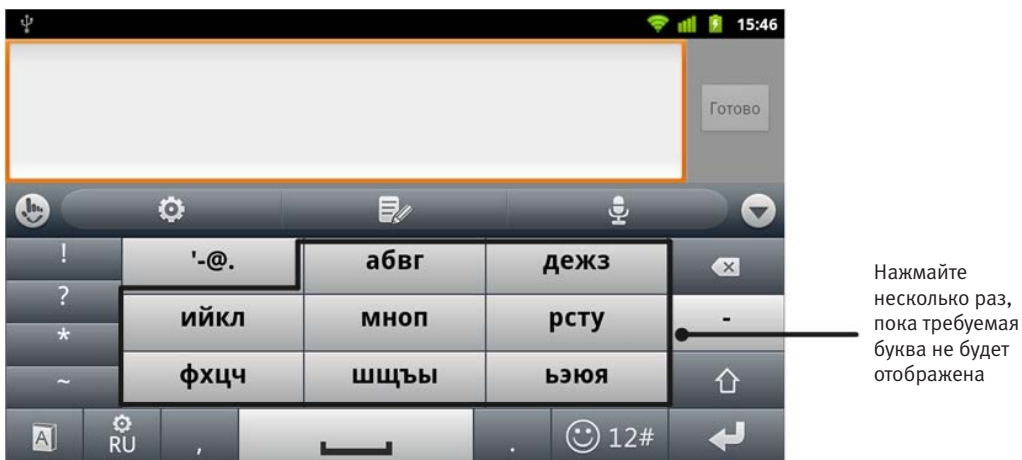 15:46
Готово
! '-@. абвг дежз
?
ийкл мноп рсту -
*
~ фхцч шщъы ьэюя
A RU , . 12#
Нажмайте
несколько раз,
пока требуемая
буква не будет
отображена